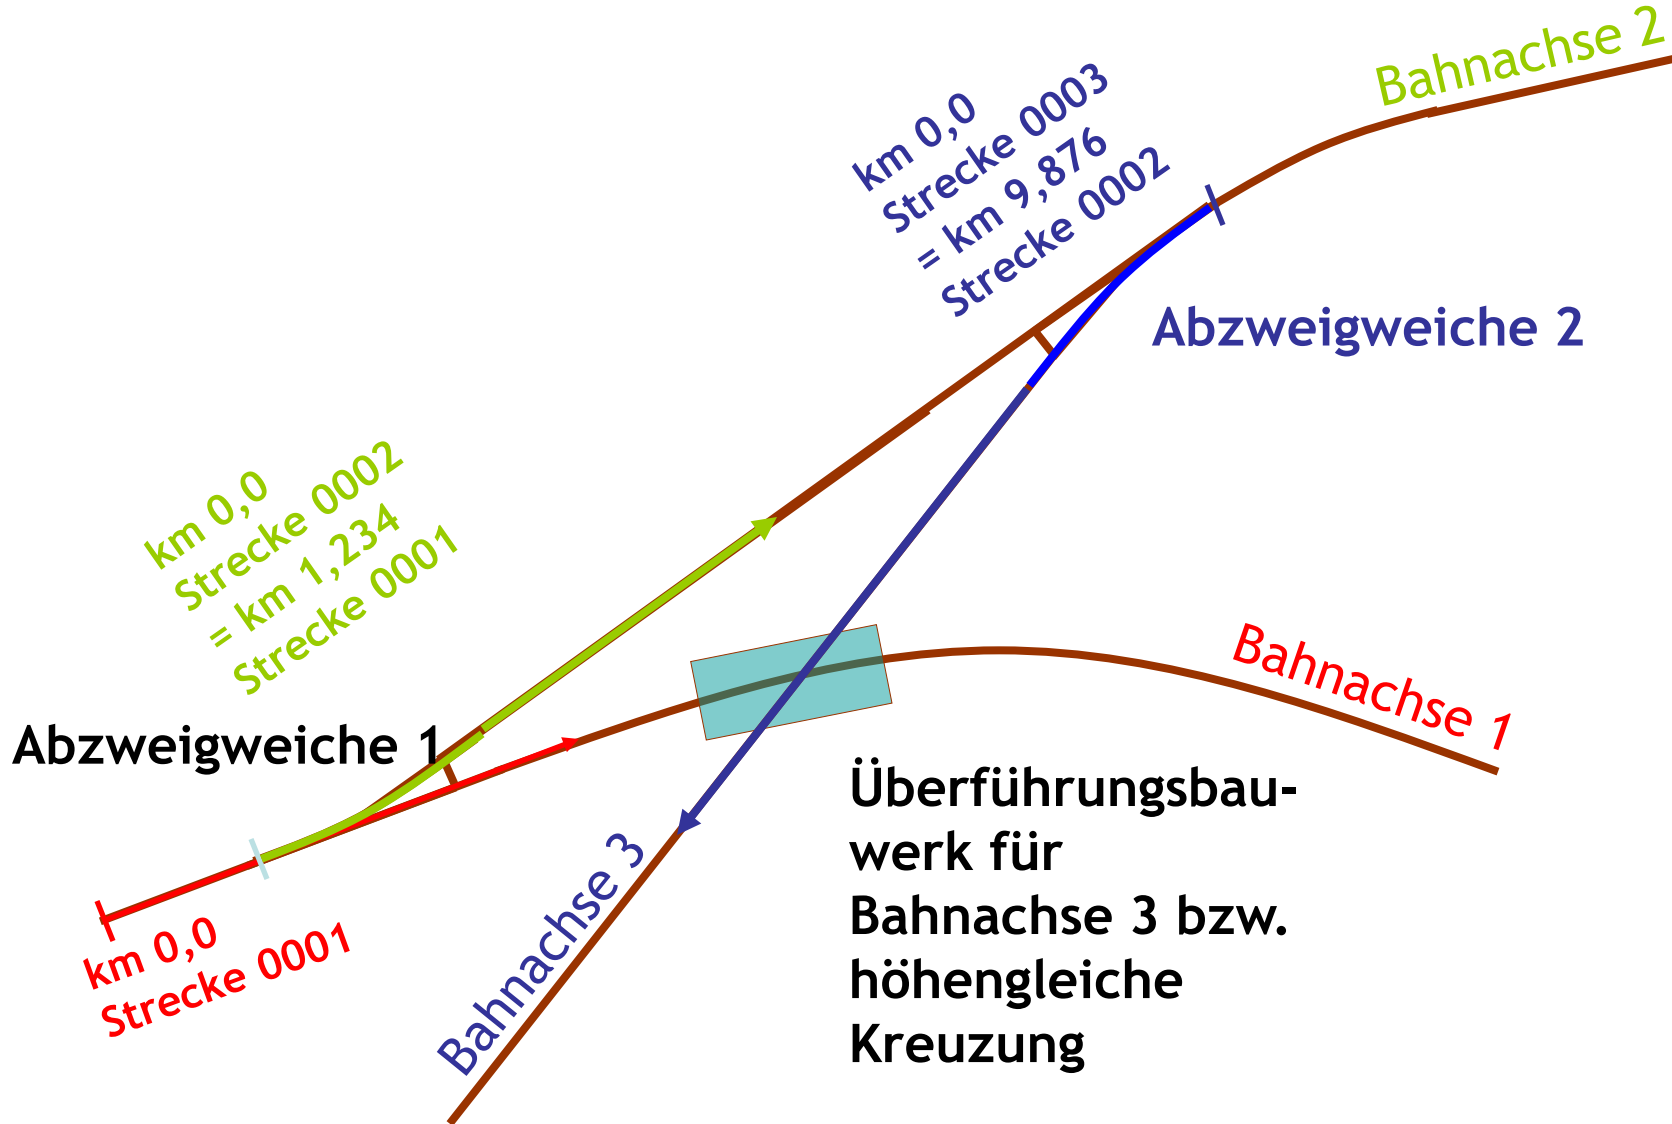 Bahnachse 2
km 0,0
Strecke 0003
= km 9,876
Strecke 0002
Abzweigweiche 2
km 0,0
Strecke 0002
= km 1,234
Strecke 0001
Abzweigweiche 1
Bahnachse 1
Überführungsbau-
werk für
Bahnachse 3 bzw.
höhengleiche
Kreuzung
Bahnachse 3
km 0,0
Strecke 0001